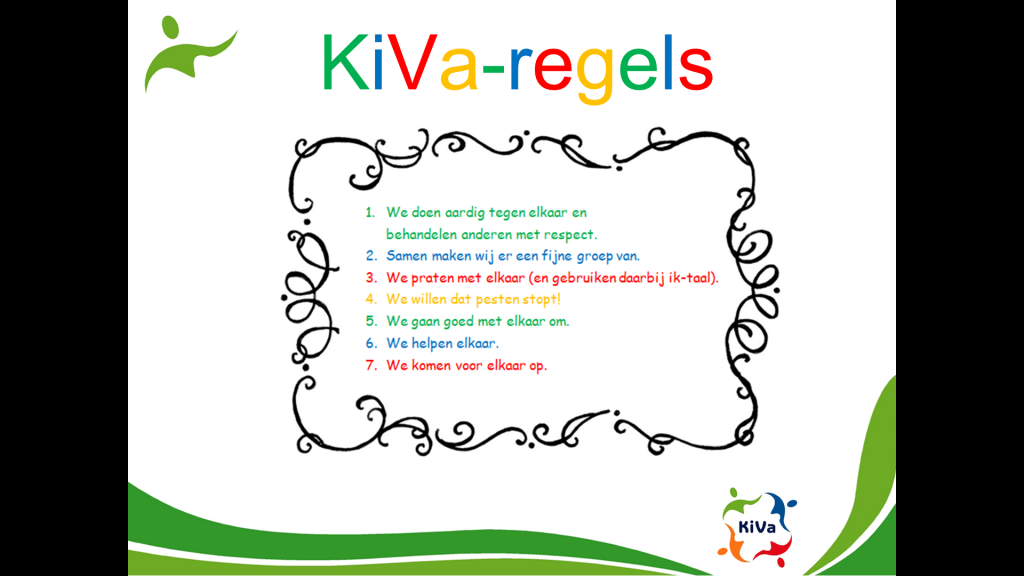 KiVa-regels
1. We doen aardig tegen elkaar en
behandelen anderen met respect.
2. Samen maken wij er een fijne groep van.
3. We praten met elkaar (en gebruiken daarbij ik-taal).
4. We willen dat pesten stopt!
5. We gaan goed met elkaar om.
6. We helpen elkaar.
7. We komen voor elkaar op.
KiVa